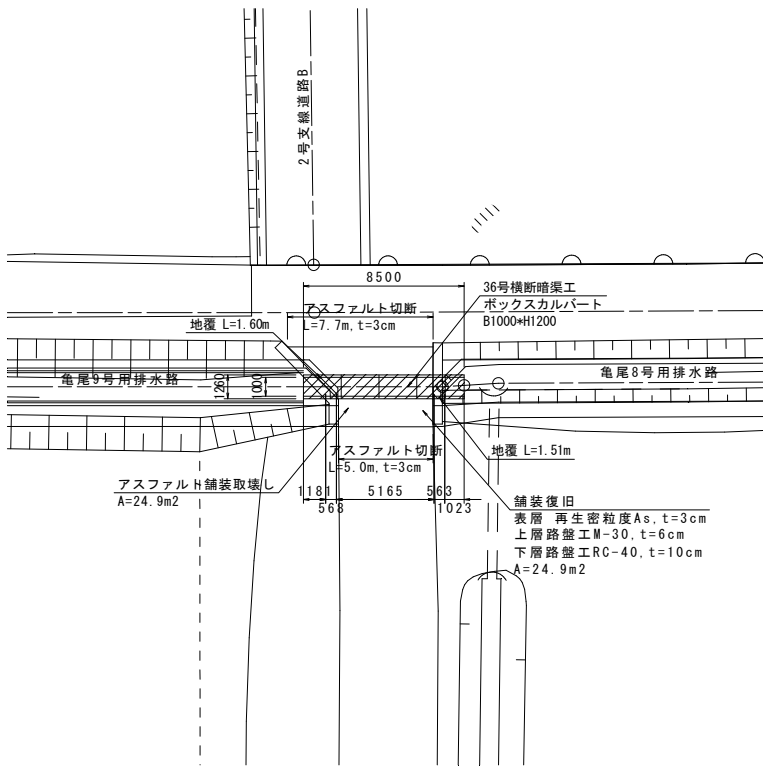 2号支線道路B
8500
36号横断暗渠工
ボックスカルバート
B1000*H1200
アスファルト切断
L=7.7m,t=3cm
地覆 L=1.60m
亀尾9号用排水路
1260
1000
亀尾8号用排水路
アスファルト切断
L=5.0m,t=3cm
地覆 L=1.51m
アスファルト舗装取壊し
A=24.9m2
1181
5165
563
568
1023
舗装復旧
表層 再生密粒度As,t=3cm
上層路盤工M-30,t=6cm
下層路盤工RC-40,t=10cm
A=24.9m2